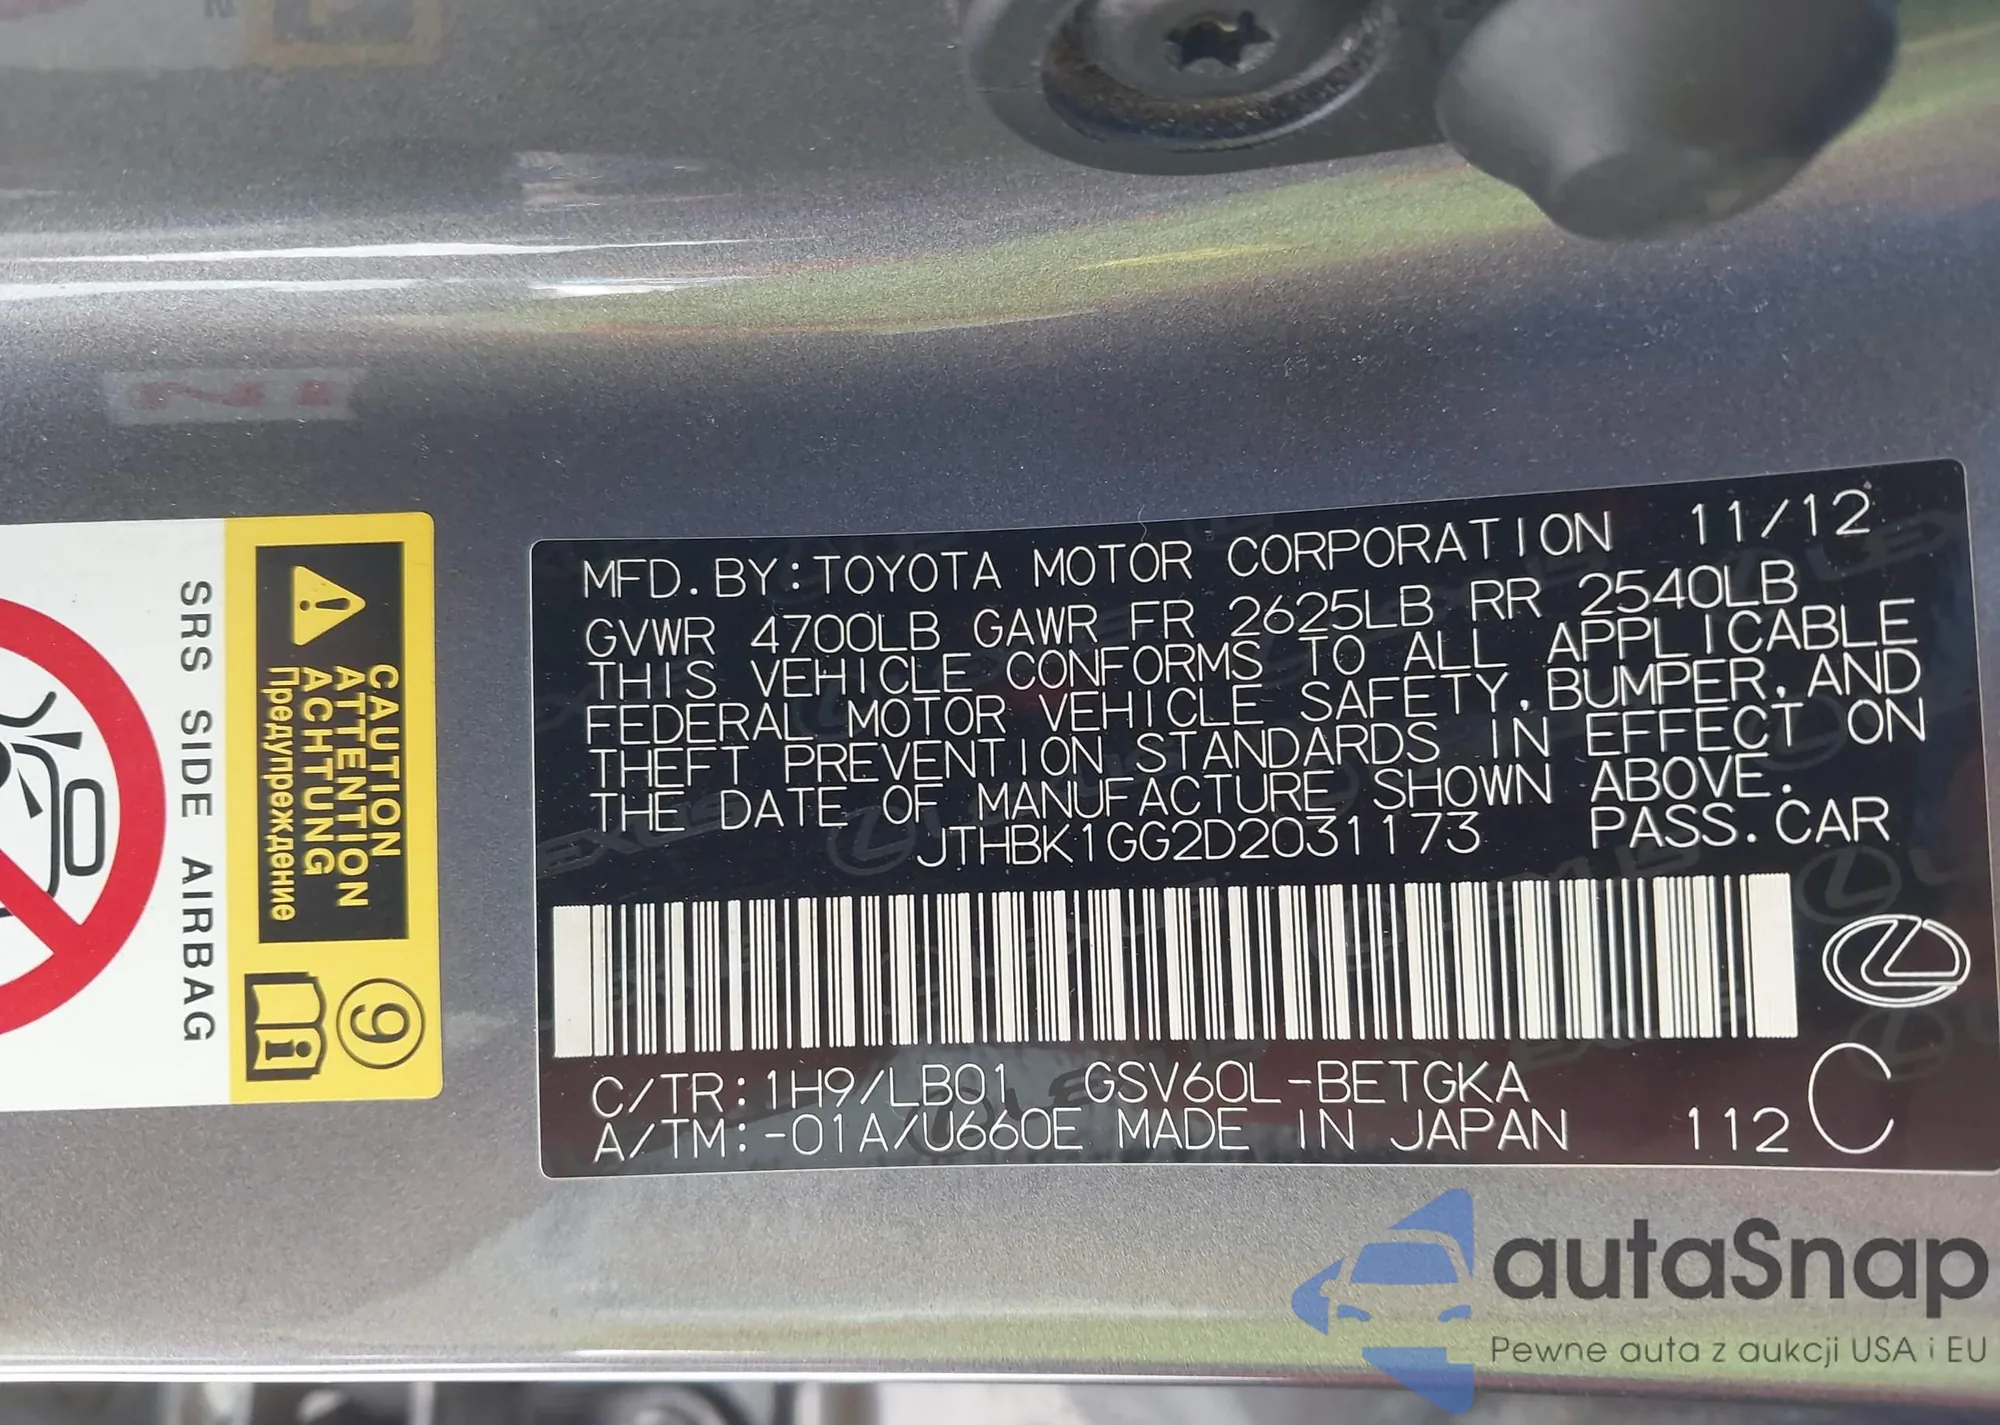 SRS SIDE AIRBAG
CAUTION
ATTENTION
ACHTUNG
Предупреждение
9
MFD. BY: TOYOTA MOTOR CORPORATION 11/12
GVWR 4700LB GAWR FR 2625LB RR 2540LB
THIS VEHICLE CONFORMS TO ALL APPLICABLE
FEDERAL MOTOR VEHICLE SAFETY, BUMPER, AND
THEFT PREVENTION STANDARDS IN EFFECT ON
THE DATE OF MANUFACTURE SHOWN ABOVE.
JTHBK1GG2D2031173 PASS. CAR
C/TR: 1H9/LB01 GSV60L-BETGKA
A/TM: -01A/U660E MADE IN JAPAN 112 C
autaSnap
Pewne auta z aukcji USA i EU